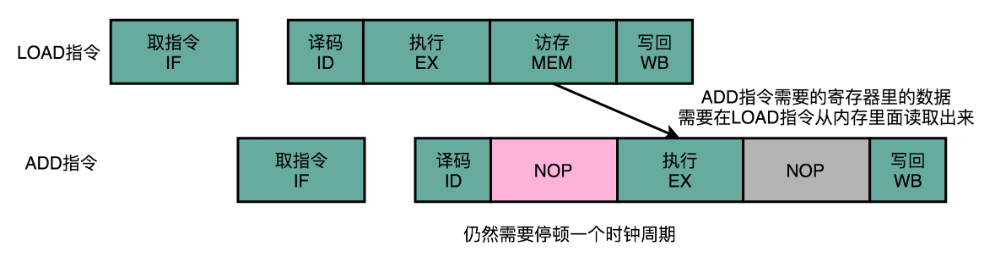 LOAD指令
取指令
IF
译码
ID
执行
EX
访存
MEM
写回
WB
ADD指令需要的寄存器里的数据
需要在LOAD指令从内存里面读取出来
ADD指令
取指令
IF
译码
ID
NOP
执行
EX
NOP
写回
WB
仍然需要停顿一个时钟周期